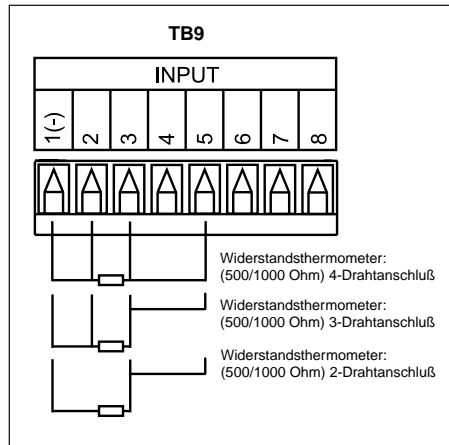 TB9
INPUT
1(-) 2 3 4 5 6 7 8
Widerstandsthermometer:
(500/1000 Ohm) 4-Drahtanschluß
Widerstandsthermometer:
(500/1000 Ohm) 3-Drahtanschluß
Widerstandsthermometer:
(500/1000 Ohm) 2-Drahtanschluß